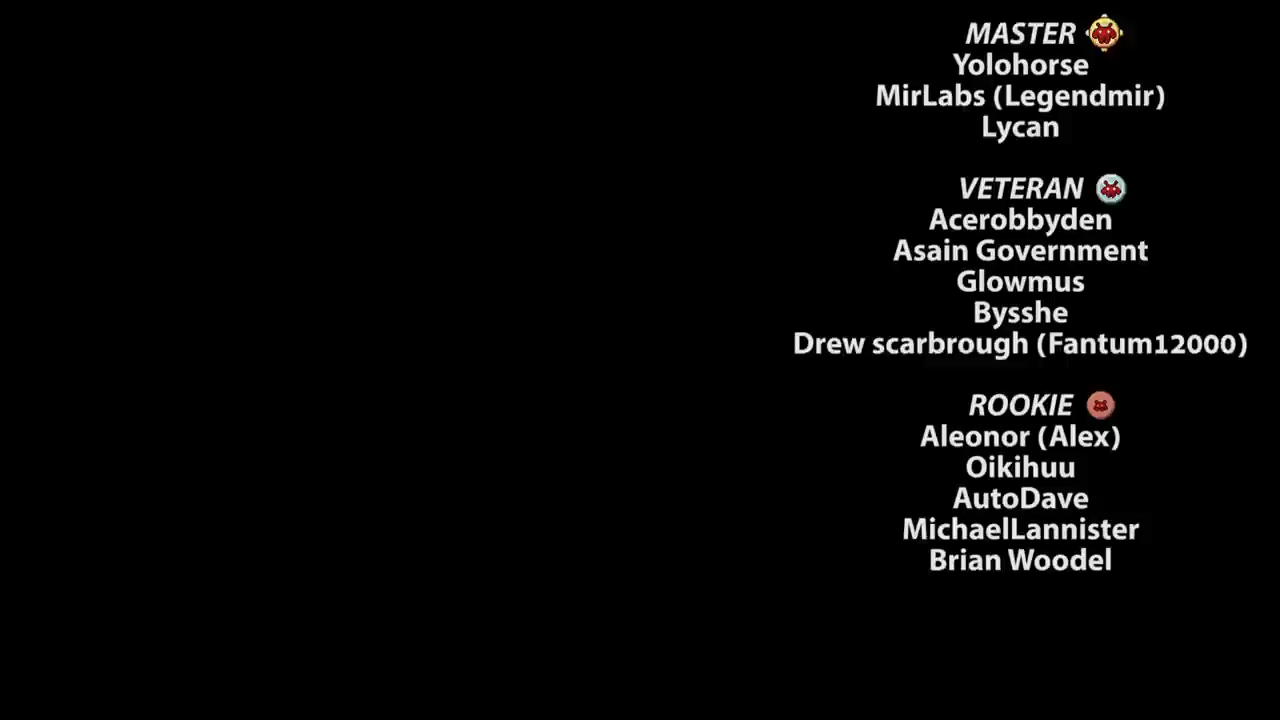 MASTER
Yolohorse
MirLabs (Legendmir)
Lycan
VETERAN
Acerobbyden
Asain Government
Glowmus
Bysshe
Drew scarbrough (Fantum12000)
ROOKIE
Aleonor (Alex)
Oikihuu
AutoDave
MichaelLannister
Brian Woodel